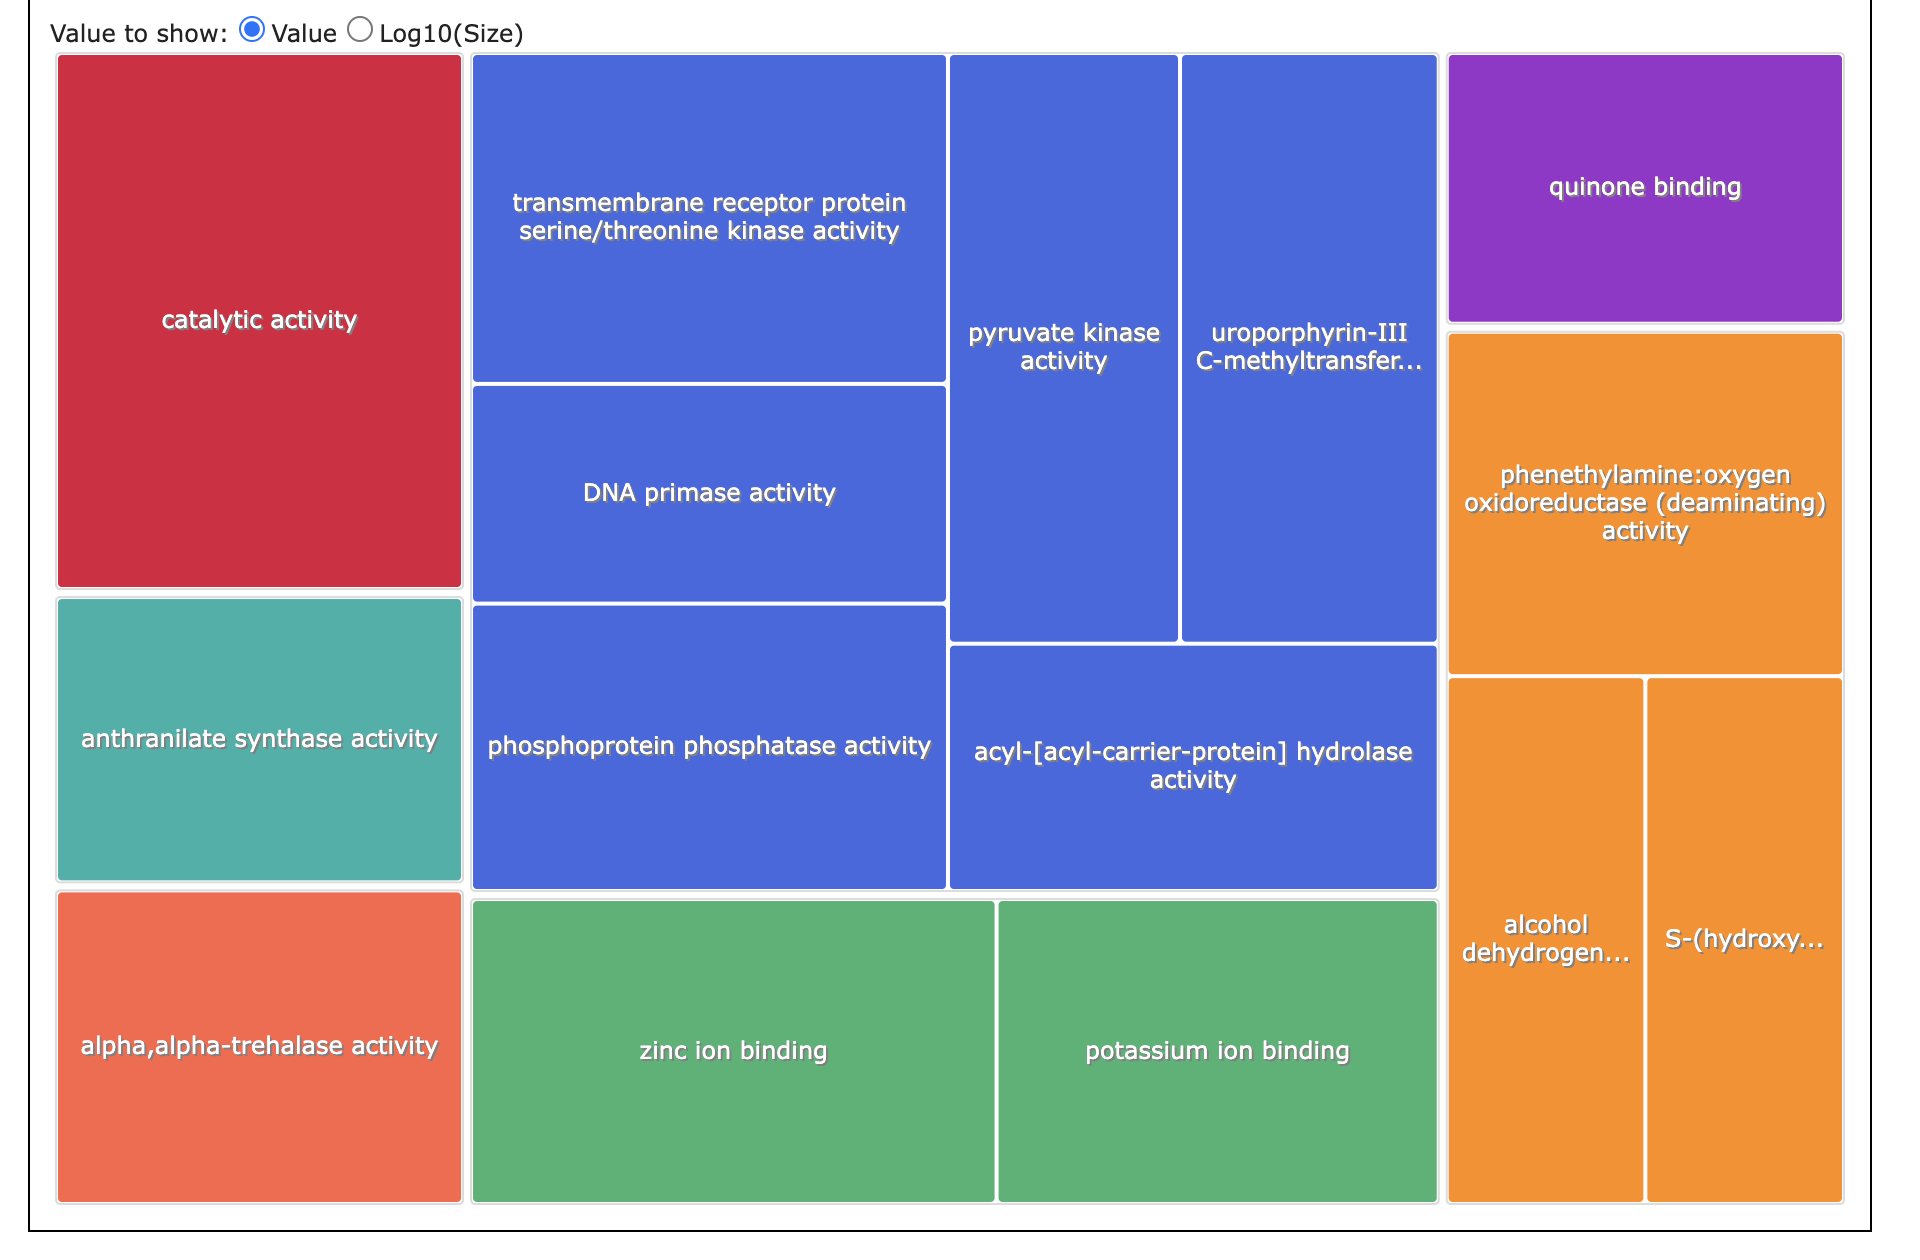 Value to show: Value Log10(Size)
catalytic activity
anthranilate synthase activity
alpha,alpha-trehalase activity
transmembrane receptor protein
serine/threonine kinase activity
DNA primase activity
phosphoprotein phosphatase activity
pyruvate kinase
activity
uroporphyrin-III
C-methyltransfer...
acyl-[acyl-carrier-protein] hydrolase
activity
zinc ion binding
potassium ion binding
quinone binding
phenethylamine:oxygen
oxidoreductase (deaminating)
activity
alcohol
dehydrogen...
S-(hydroxy...